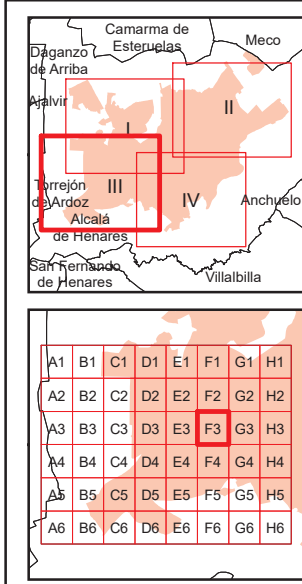 Camarma de
Esteruelas
Meco
Daganzo
de Arriba
Ajalvir
I
II
Torrejón
de Ardoz
III
IV
Anchuelo
Alcalá
de Henares
San Fernando
de Henares
Villalbilla
A1 B1 C1 D1 E1 F1 G1 H1
A2 B2 C2 D2 E2 F2 G2 H2
A3 B3 C3 D3 E3 F3 G3 H3
A4 B4 C4 D4 E4 F4 G4 H4
A5 B5 C5 D5 E5 F5 G5 H5
A6 B6 C6 D6 E6 F6 G6 H6